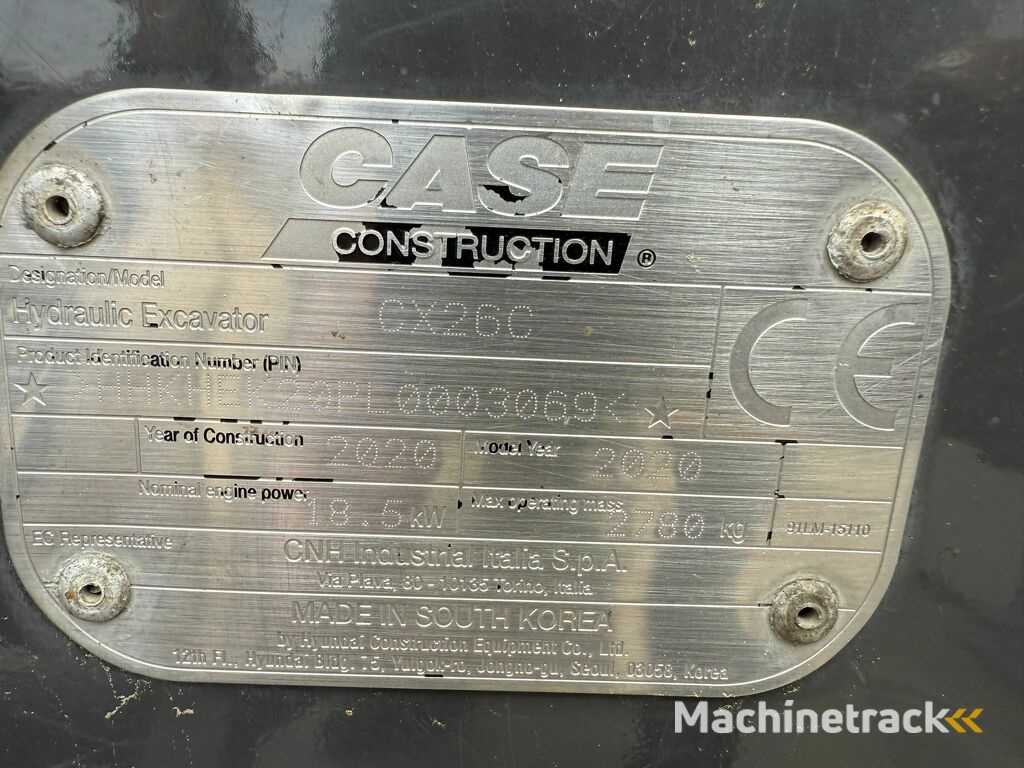 CASE
CONSTRUCTION ®
Designation/Model
Hydraulic Excavator CX26C
Product Identification Number (PIN)
☆ >HHKHEK20PL0003069< ☆
CE
Year of Construction 2020 Model Year 2020
Nominal engine power 18.5 kW Max operating mass 2780 kg 91LM-15110
EC Representative
CNH Industrial Italia S.p.A.
Via Plava, 80-10135 Torino, Italia
MADE IN SOUTH KOREA
by Hyundai Construction Equipment Co., Ltd.
12th Fl., Hyundai Bldg, 75, Yulgok-ro, Jongno-gu, Seoul, 03058, Korea
Machinetrack